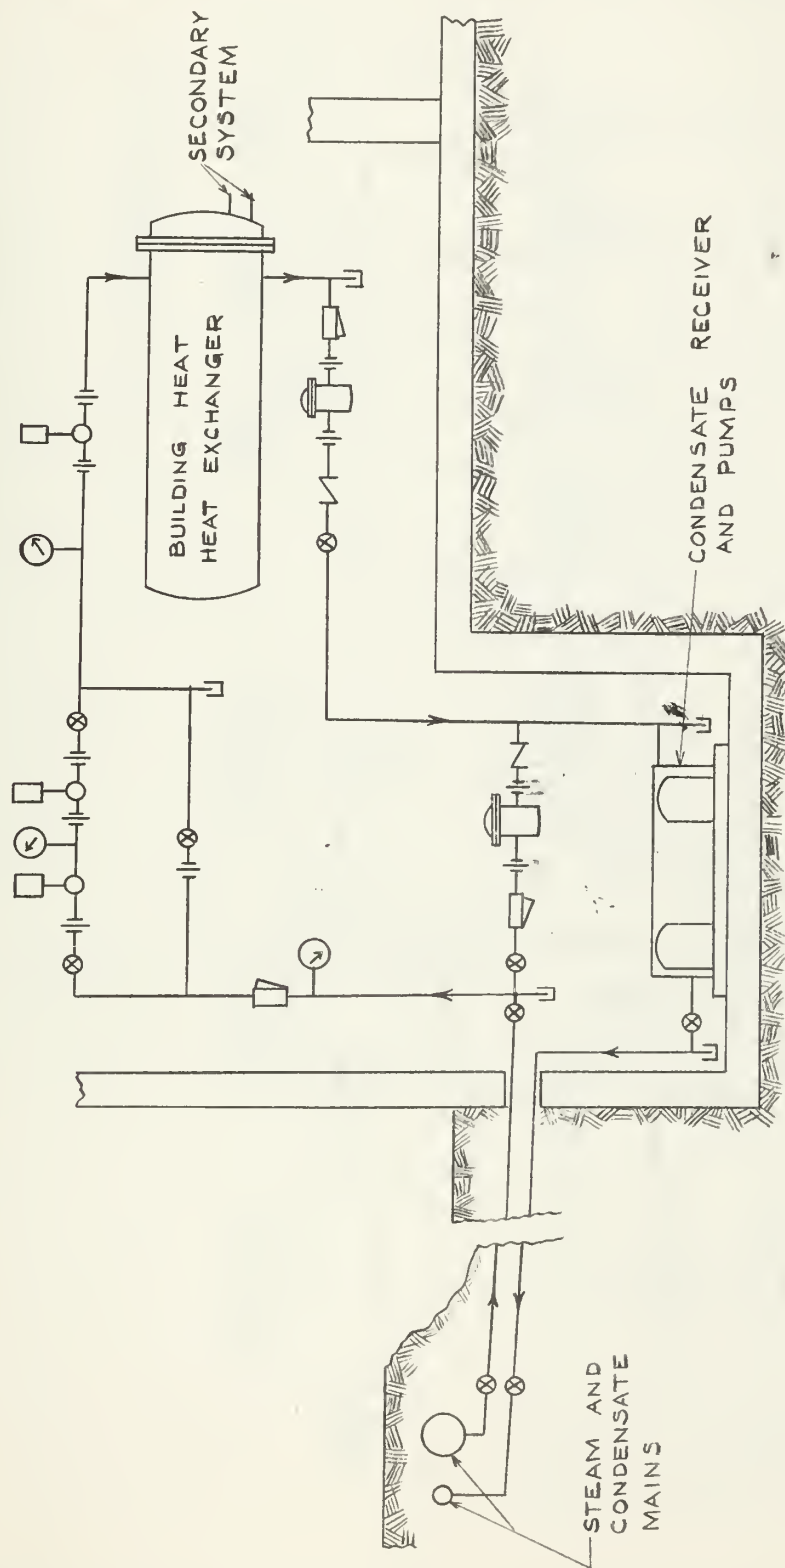 SECONDARY
SYSTEM
BUILDING HEAT
HEAT EXCHANGER
CONDENSATE RECEIVER
AND PUMPS
STEAM AND
CONDENSATE
MAINS